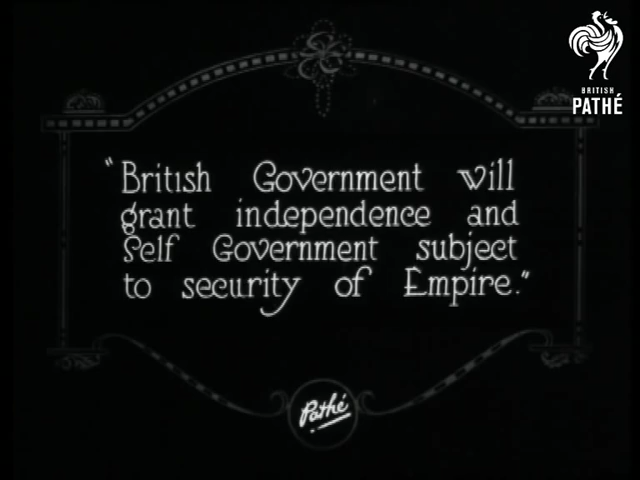 BRITISH
PATHÉ
"British Government will
grant independence and
Self Government subject
to security of Empire."
Pathé